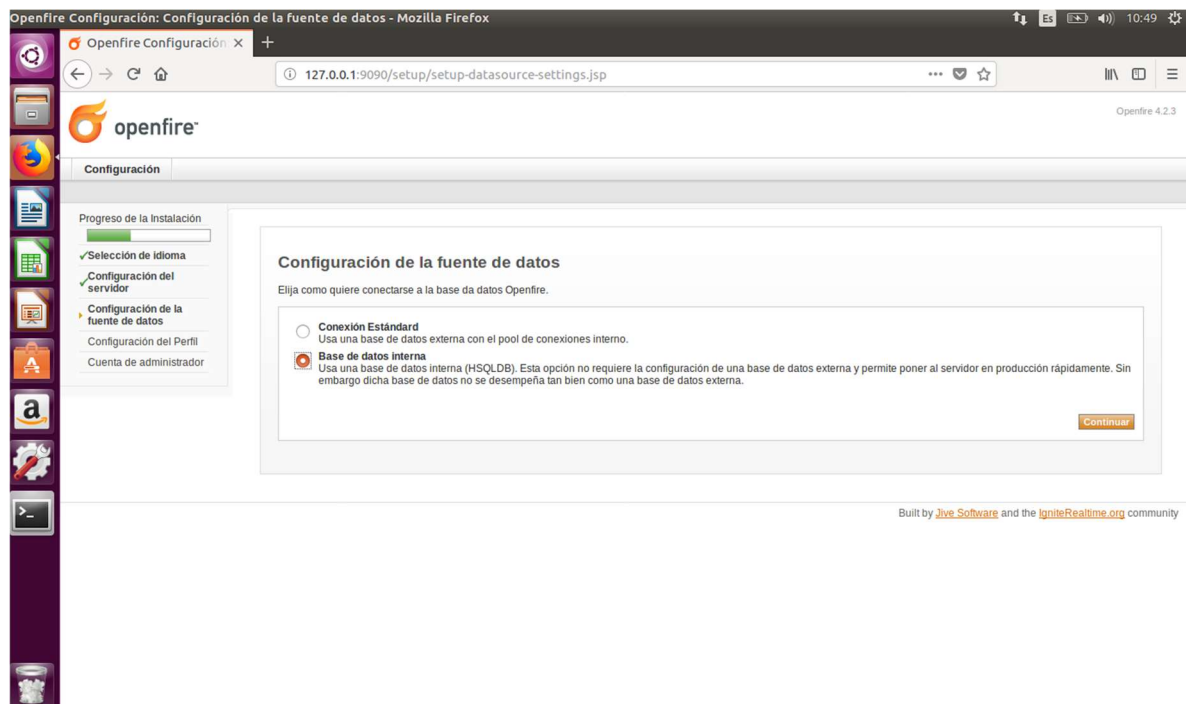 Openfire Configuración: Configuración de la fuente de datos - Mozilla Firefox
Es
10:49
Openfire Configuración
127.0.0.1:9090/setup/setup-datasource-settings.jsp
openfire™
Openfire 4.2.3
Configuración
Progreso de la Instalación
Selección de idioma
Configuración del
servidor
Configuración de la
fuente de datos
Configuración del Perfil
Cuenta de administrador
Configuración de la fuente de datos
Elija como quiere conectarse a la base da datos Openfire.
Conexión Estándard
Usa una base de datos externa con el pool de conexiones interno.
Base de datos interna
Usa una base de datos interna (HSQLDB). Esta opción no requiere la configuración de una base de datos externa y permite poner al servidor en producción rápidamente. Sin
embargo dicha base de datos no se desempeña tan bien como una base de datos externa.
Continuar
Built by Jive Software and the IgniteRealtime.org community